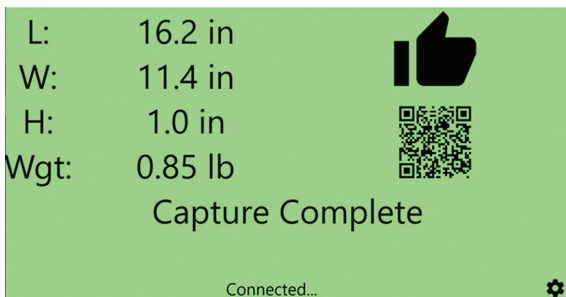 L: 16.2 in
W: 11.4 in
H: 1.0 in
Wgt: 0.85 lb
Capture Complete
Connected...